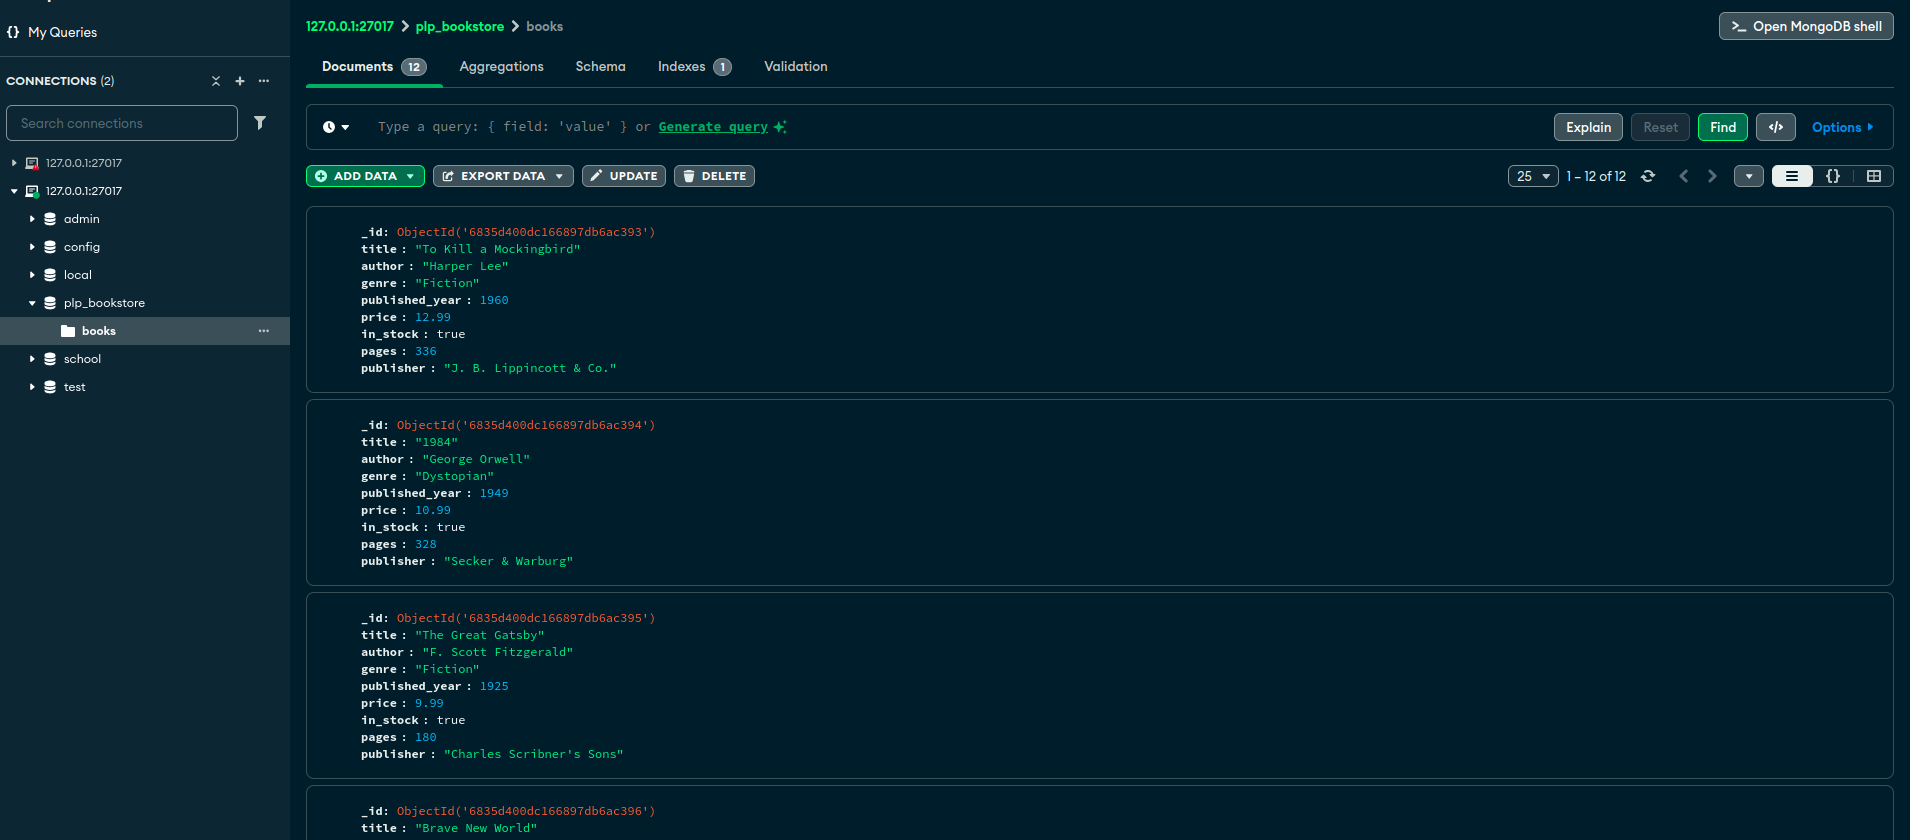 {} My Queries
CONNECTIONS (2)
Search connections
127.0.0.1:27017
127.0.0.1:27017
admin
config
local
plp_bookstore
books
school
test
127.0.0.1:27017 > plp_bookstore > books
>_ Open MongoDB shell
Documents 12 Aggregations Schema Indexes 1 Validation
Type a query: { field: 'value' } or Generate query
Explain Reset Find </> Options
ADD DATA EXPORT DATA UPDATE DELETE
25 1 – 12 of 12 {}
_id: ObjectId('6835d400dc166897db6ac393')
title : "To Kill a Mockingbird"
author : "Harper Lee"
genre : "Fiction"
published_year : 1960
price : 12.99
in_stock : true
pages : 336
publisher : "J. B. Lippincott & Co."
_id: ObjectId('6835d400dc166897db6ac394')
title : "1984"
author : "George Orwell"
genre : "Dystopian"
published_year : 1949
price : 10.99
in_stock : true
pages : 328
publisher : "Secker & Warburg"
_id: ObjectId('6835d400dc166897db6ac395')
title : "The Great Gatsby"
author : "F. Scott Fitzgerald"
genre : "Fiction"
published_year : 1925
price : 9.99
in_stock : true
pages : 180
publisher : "Charles Scribner's Sons"
_id: ObjectId('6835d400dc166897db6ac396')
title : "Brave New World"